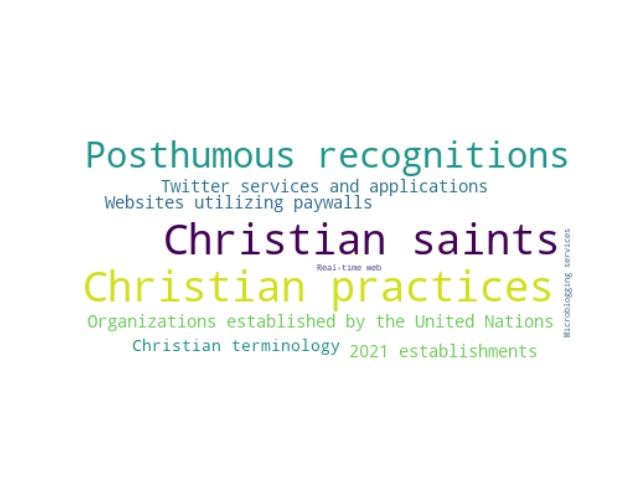 Posthumous recognitions
Twitter services and applications
Websites utilizing paywalls
Christian saints
Real-time web
Christian practices
Microblogging services
Organizations established by the United Nations
Christian terminology
2021 establishments